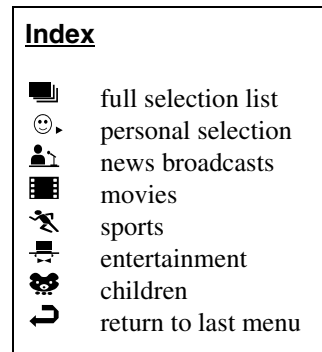 Index
full selection list
personal selection
news broadcasts
movies
sports
entertainment
children
return to last menu